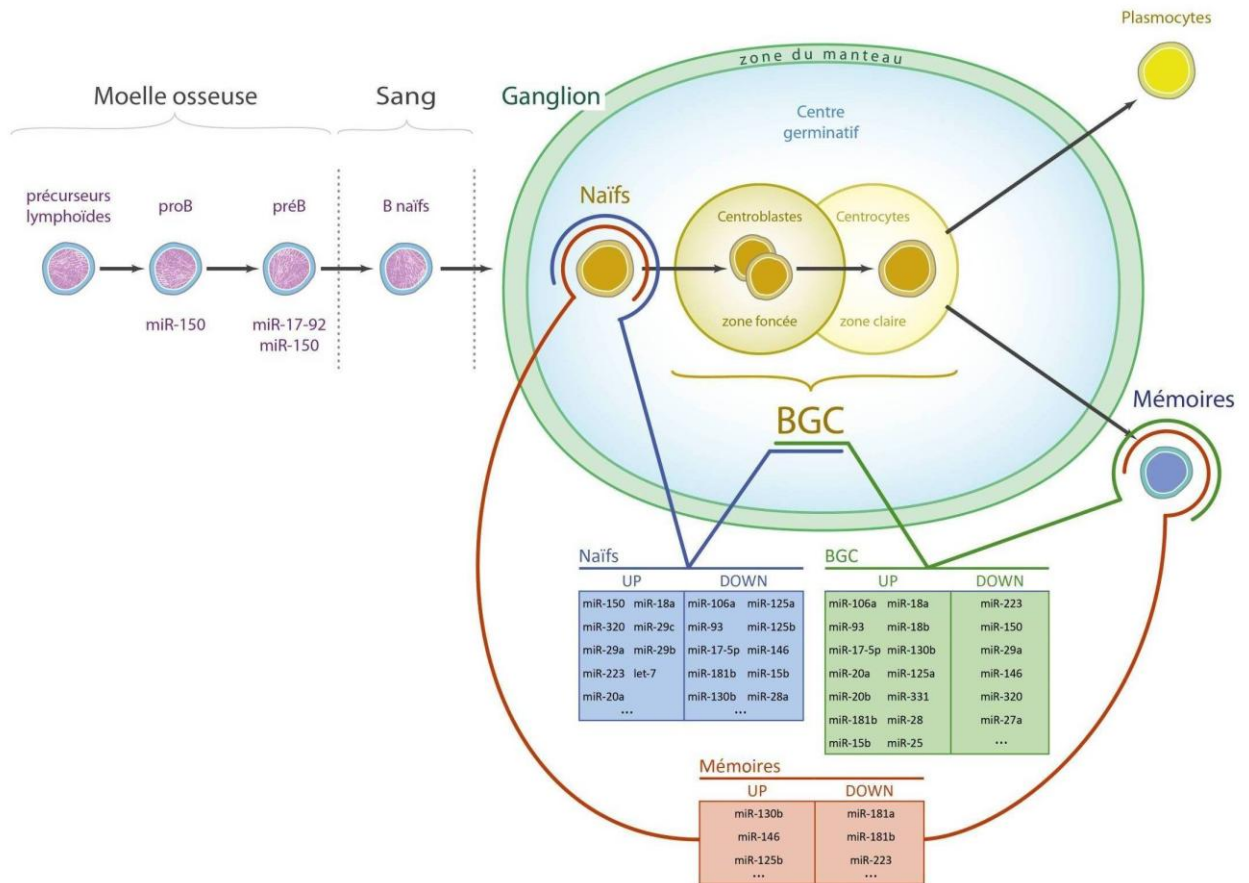 Plasmocytes
zone du manteau
Moelle osseuse
Sang
Ganglion
Centre
germinatif
précurseurs
lymphoïdes
proB
préB
B naïfs
Naïfs
Centroblastes
Centrocytes
miR-150
miR-17-92
miR-150
zone foncée
zone claire
BGC
Mémoires
Naïfs
UP DOWN
miR-150 miR-18a miR-106a miR-125a
miR-320 miR-29c miR-93 miR-125b
miR-29a miR-29b miR-17-5p miR-146
miR-223 let-7 miR-181b miR-15b
miR-20a miR-130b miR-28a
... ...
BGC
UP DOWN
miR-106a miR-18a miR-223
miR-93 miR-18b miR-150
miR-17-5p miR-130b miR-29a
miR-20a miR-125a miR-146
miR-20b miR-331 miR-320
miR-181b miR-28 miR-27a
miR-15b miR-25 ...
Mémoires
UP DOWN
miR-130b miR-181a
miR-146 miR-181b
miR-125b miR-223
... ...